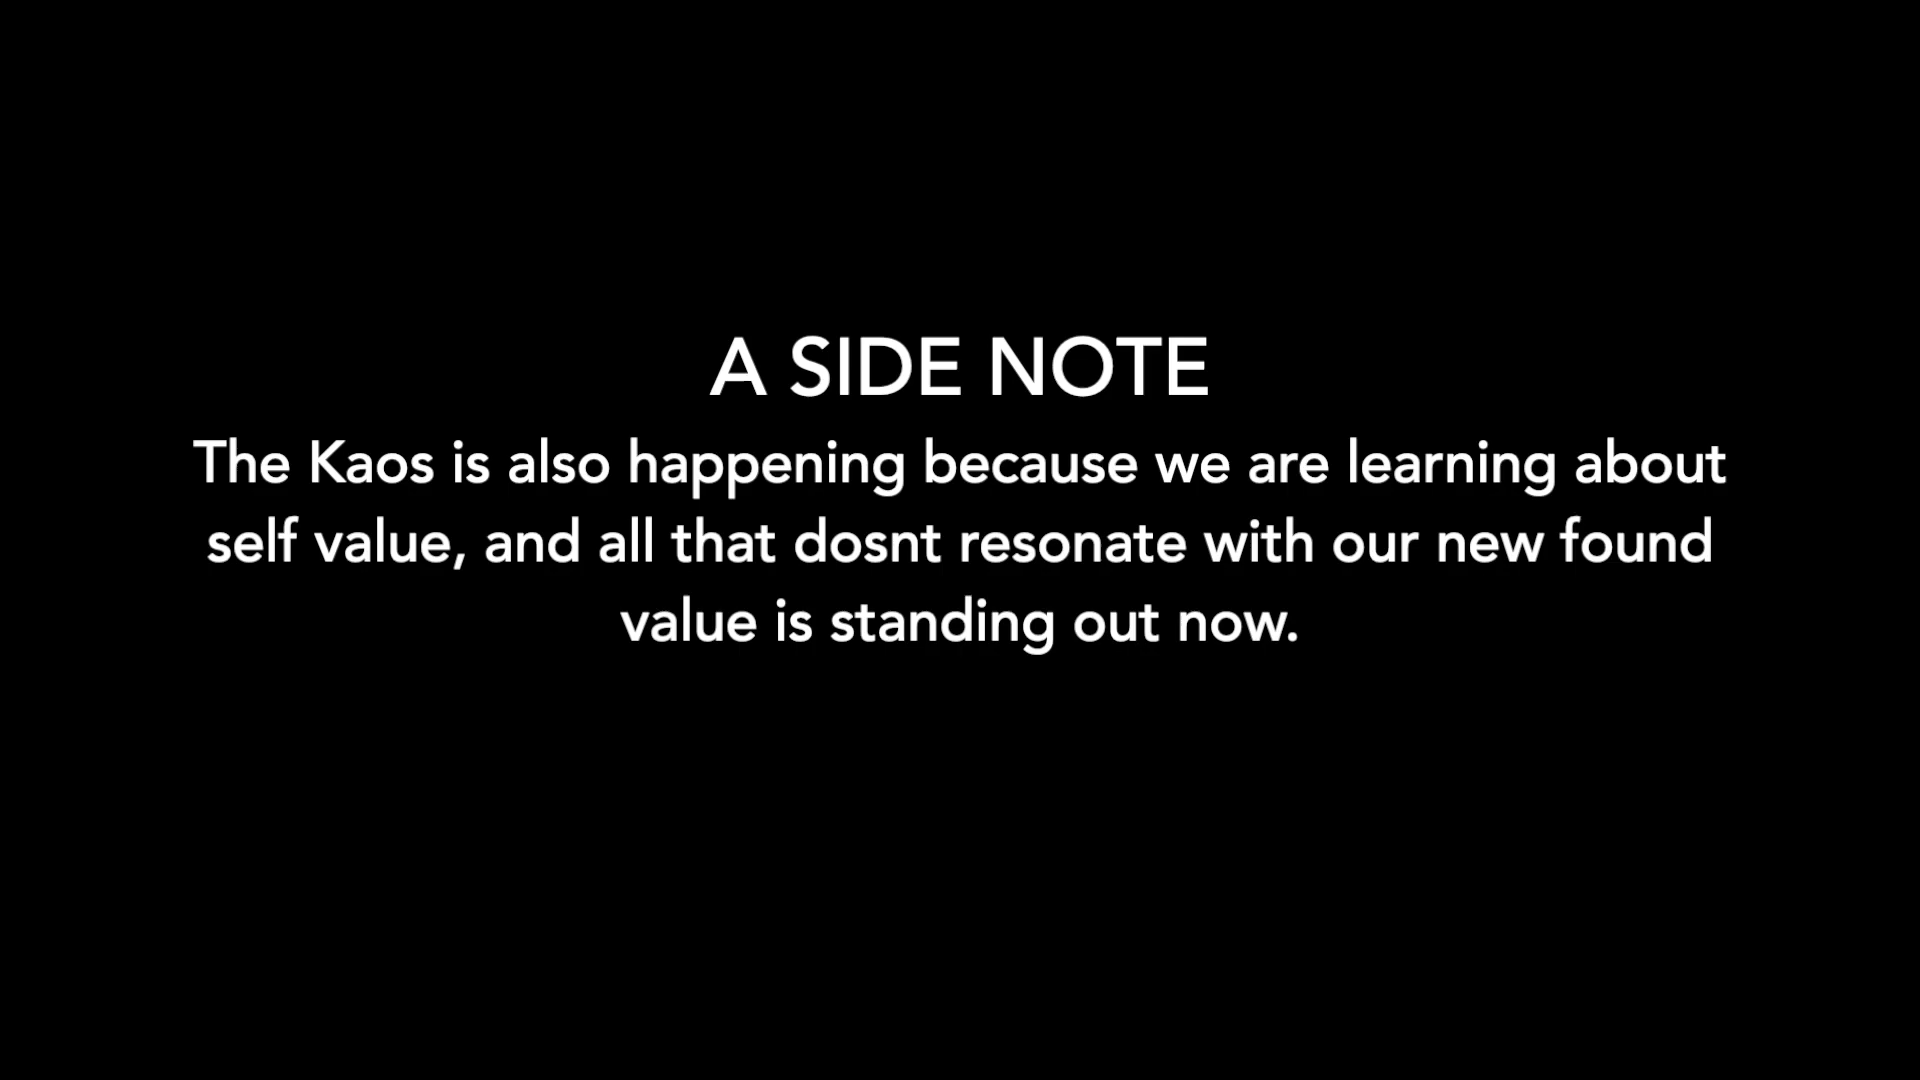 A SIDE NOTE
The Kaos is also happening because we are learning about
self value, and all that dosnt resonate with our new found
value is standing out now.